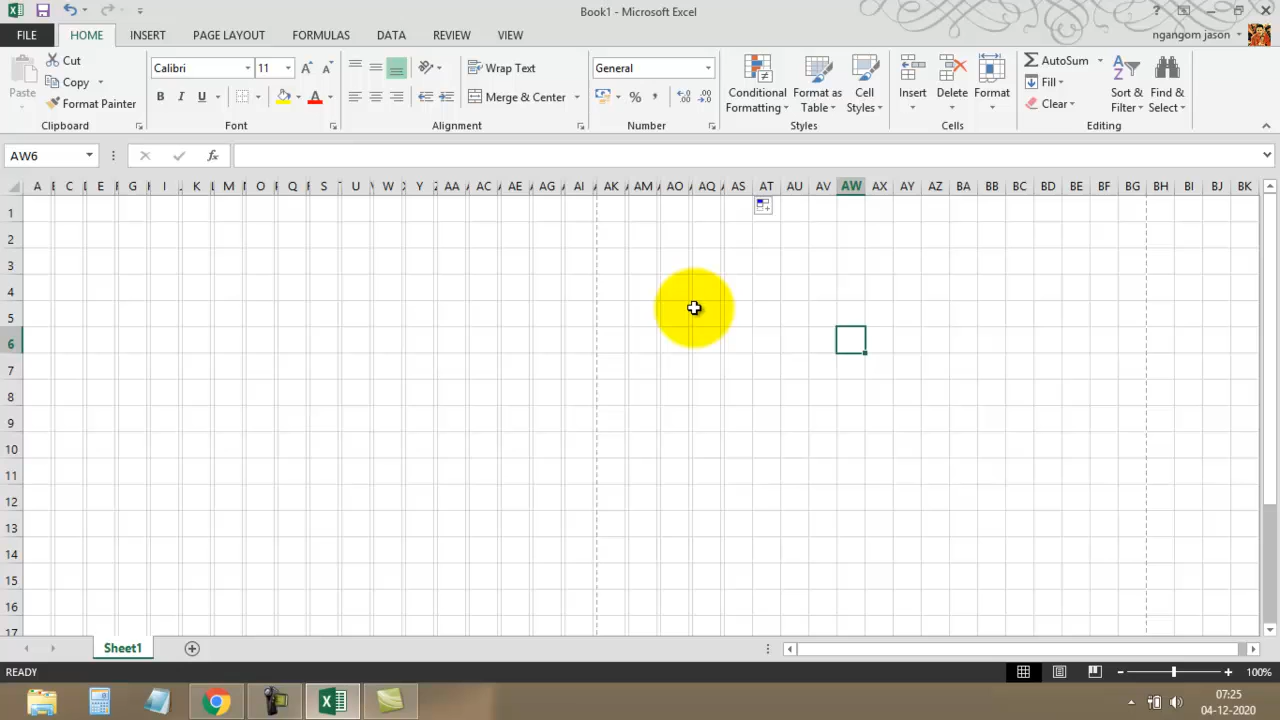 Book1 - Microsoft Excel
?
FILE HOME INSERT PAGE LAYOUT FORMULAS DATA REVIEW VIEW
ngangom jason
Paste
Cut
Copy
Format Painter
Clipboard
Calibri 11
B I U
Font
Wrap Text
Merge & Center
Alignment
General
%
Number
Conditional Formatting
Format as Table
Cell Styles
Styles
Insert
Delete
Format
Cells
AutoSum
Fill
Clear
Sort & Filter
Find & Select
Editing
AW6
fx
A C E G I K M O Q S U W Y AA AC AE AG AI AK AM AO AQ AS AT AU AV AW AX AY AZ BA BB BC BD BE BF BG BH BI BJ BK
1
2
3
4
5
6
7
8
9
10
11
12
13
14
15
16
17
Sheet1
READY
100%
07:25
04-12-2020